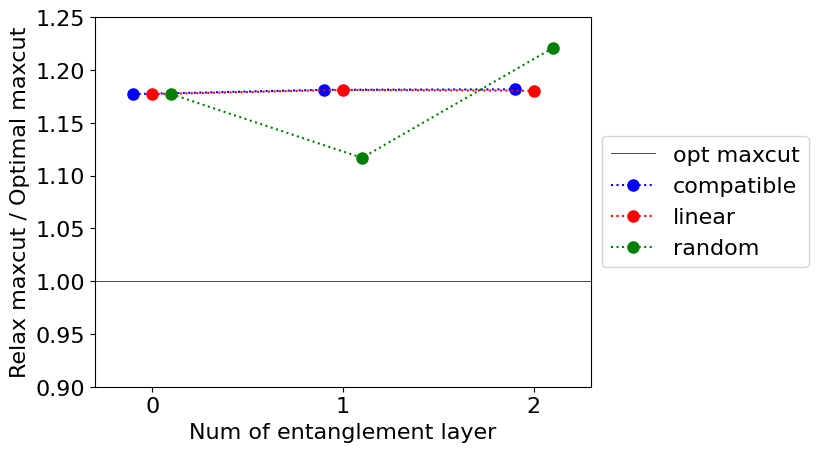 1.25
1.20
1.15
1.10
1.05
1.00
0.95
0.90
Relax maxcut / Optimal maxcut
0 1 2
Num of entanglement layer
opt maxcut
compatible
linear
random